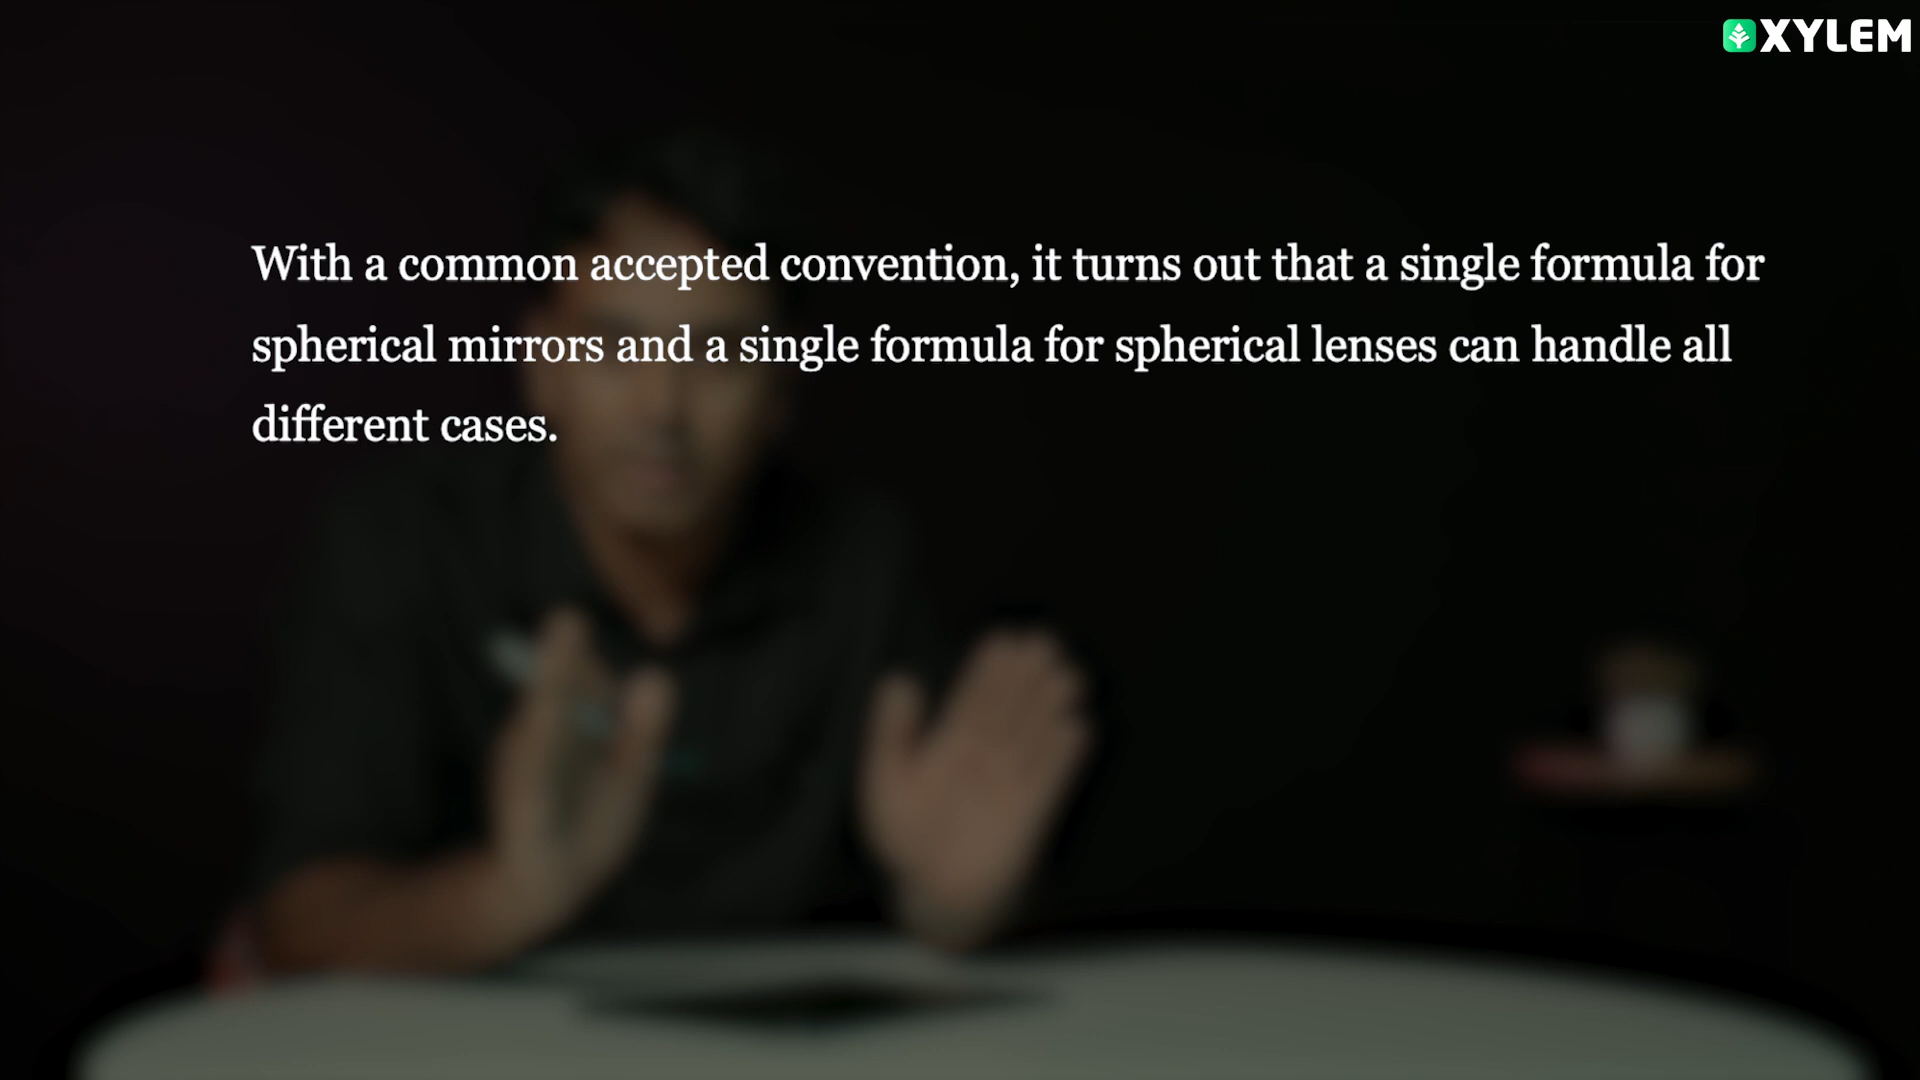 XYLEM
With a common accepted convention, it turns out that a single formula for
spherical mirrors and a single formula for spherical lenses can handle all
different cases.